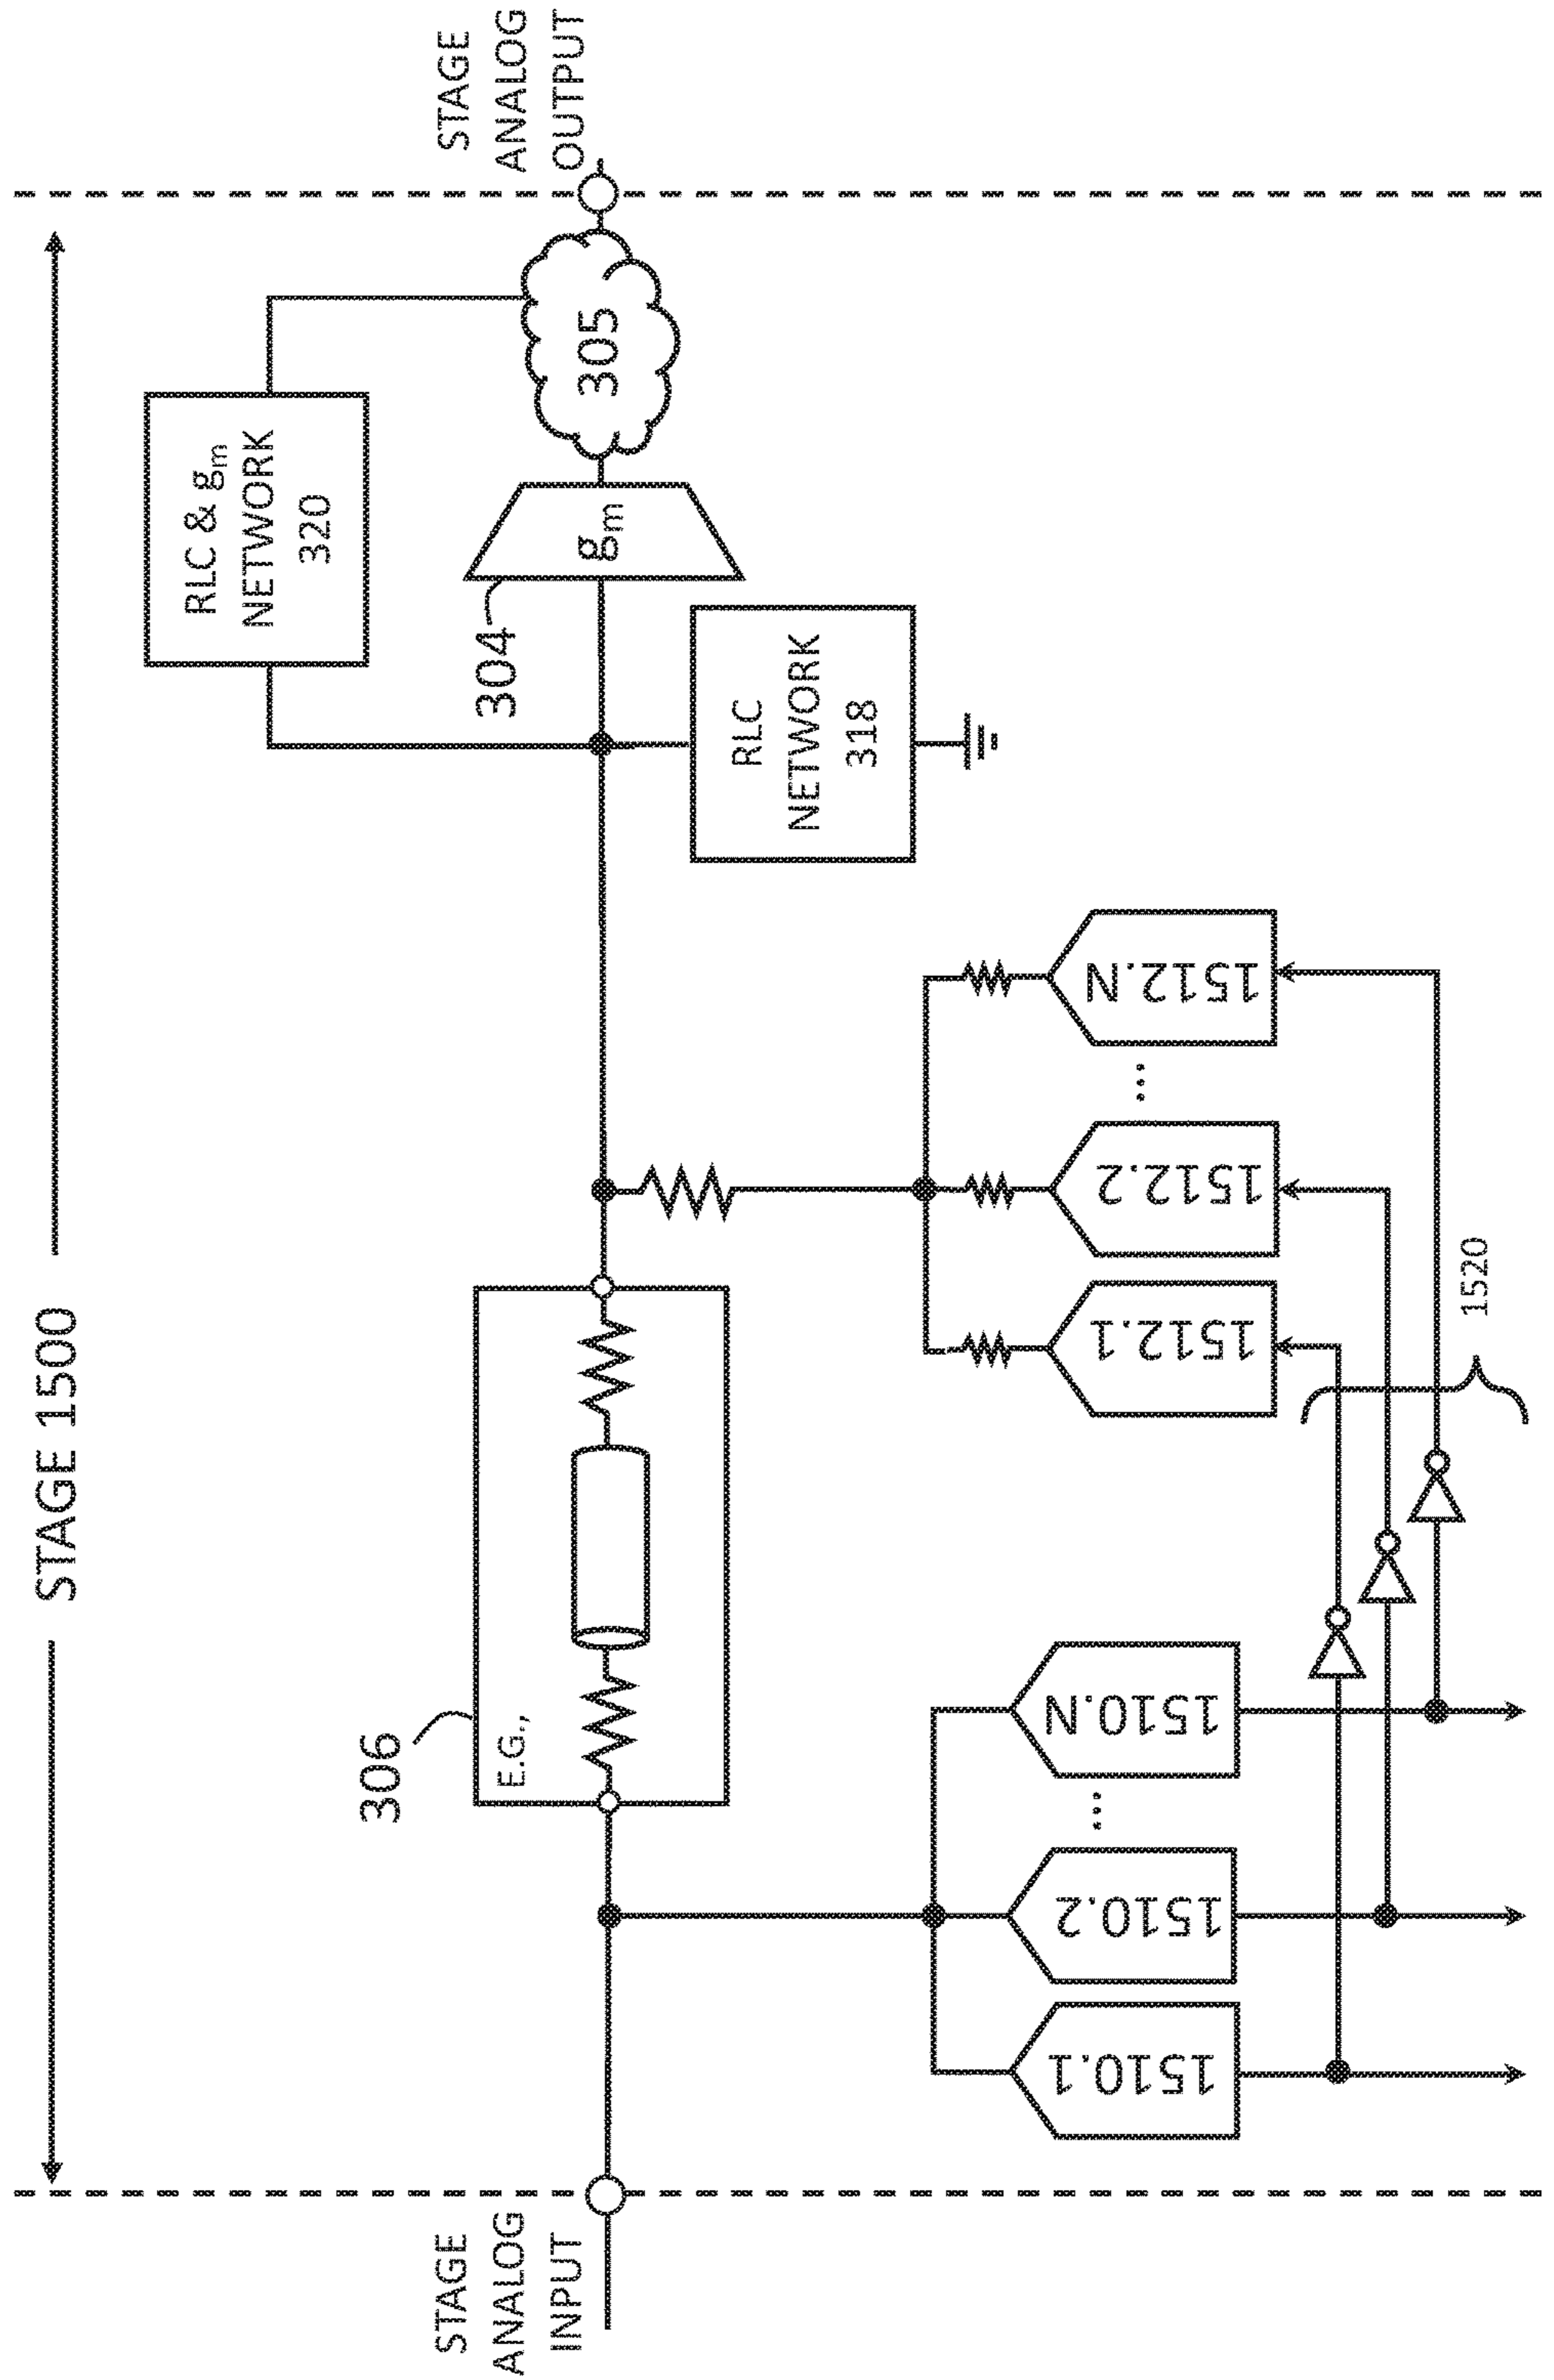 STAGE 1500
STAGE
ANALOG
INPUT
306
E.G.,
RLC & gm
NETWORK
320
304
gm
305
STAGE
ANALOG
OUTPUT
RLC
NETWORK
318
1510.1
1510.2
...
1510.N
1512.1
1512.2
...
1512.N
1520